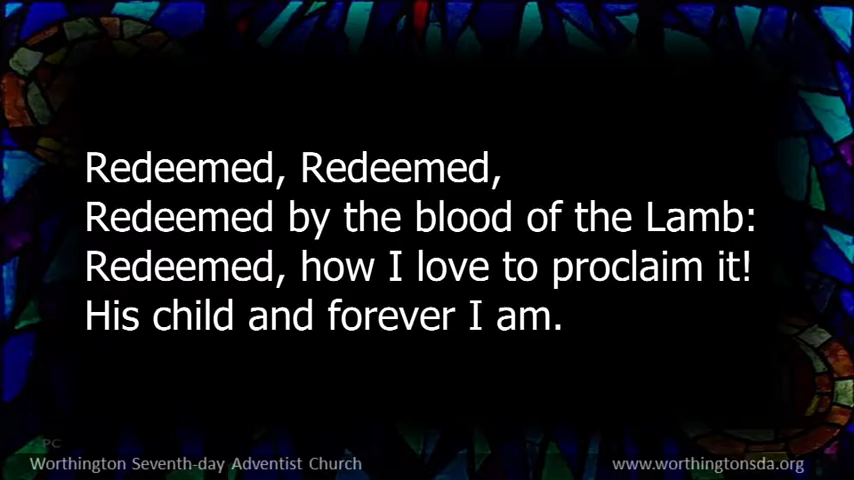 Redeemed, Redeemed,
Redeemed by the blood of the Lamb:
Redeemed, how I love to proclaim it!
His child and forever I am.
PC
Worthington Seventh-day Adventist Church
www.worthingtonsda.org